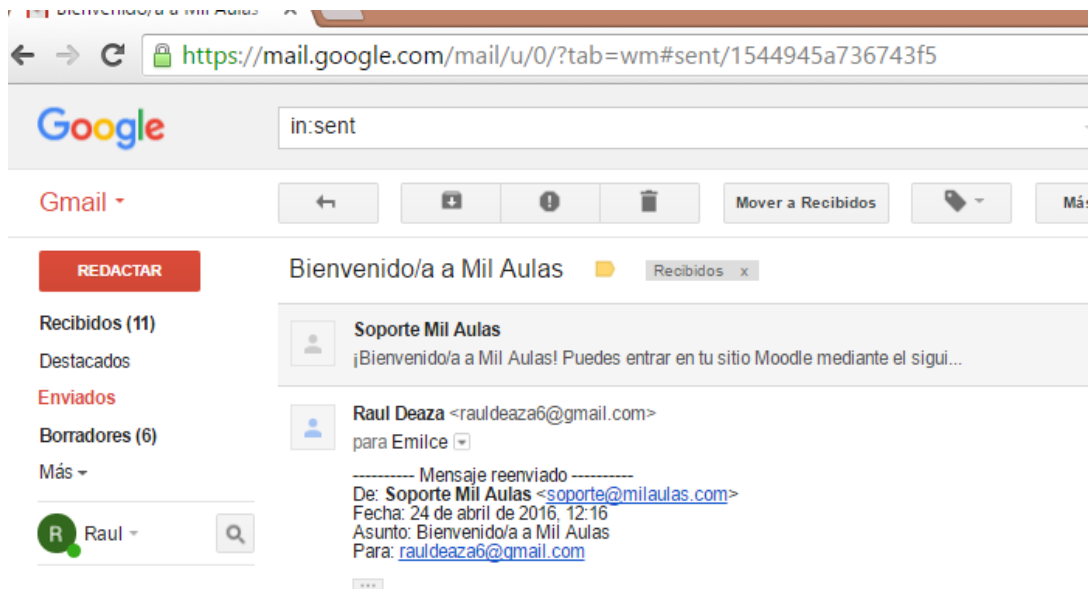 Bienvenido/a a Mil Aulas
https://mail.google.com/mail/u/0/?tab=wm#sent/1544945a736743f5
Google
in:sent
Gmail
Mover a Recibidos
Más
REDACTAR
Bienvenido/a a Mil Aulas
Recibidos x
Recibidos (11)
Destacados
Enviados
Borradores (6)
Más
R Raul
Soporte Mil Aulas
¡Bienvenido/a a Mil Aulas! Puedes entrar en tu sitio Moodle mediante el sigui...
Raul Deaza <rauldeaza6@gmail.com>
para Emilce
---------- Mensaje reenviado ----------
De: Soporte Mil Aulas <soporte@milaulas.com>
Fecha: 24 de abril de 2016, 12:16
Asunto: Bienvenido/a a Mil Aulas
Para: rauldeaza6@gmail.com